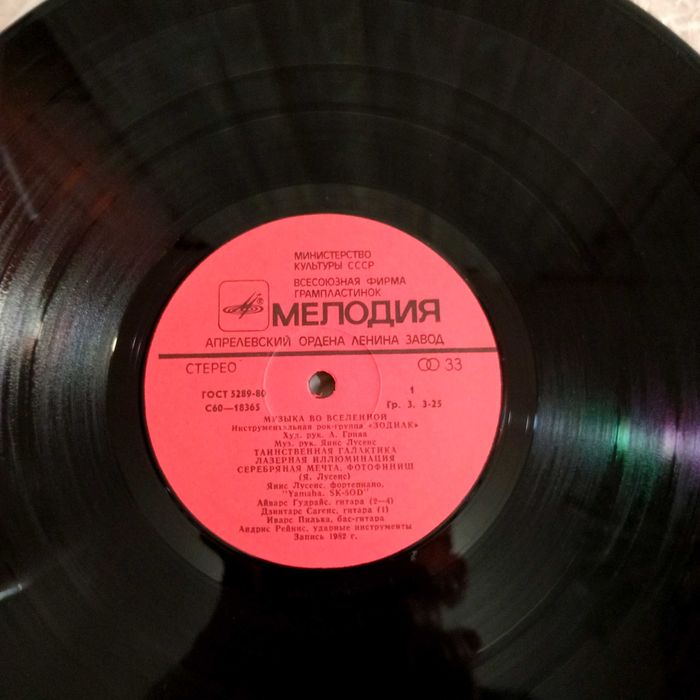 МИНИСТЕРСТВО
КУЛЬТУРЫ СССР
ВСЕСОЮЗНАЯ ФИРМА
ГРАМПЛАСТИНОК
®
МЕЛОДИЯ
АПРЕЛЕВСКИЙ ОРДЕНА ЛЕНИНА ЗАВОД
СТЕРЕО 33
ГОСТ 5289-80 1
С60—18365 Гр. 3. 3-25
МУЗЫКА ВО ВСЕЛЕННОЙ
Инструментальная рок-группа «ЗОДИАК»
Худ. рук. А. Грива
Муз. рук. Янис Лусенс
ТАИНСТВЕННАЯ ГАЛАКТИКА
ЛАЗЕРНАЯ ИЛЛЮМИНАЦИЯ
СЕРЕБРЯНАЯ МЕЧТА. ФОТОФИНИШ
(Я. Лусенс)
Янис Лусенс, фортепиано,
"Yamaha, SK-50D"
Айварс Гудрайс, гитара (2—4)
Дзинтарс Сагенс, гитара (1)
Иварс Пилька, бас-гитара
Андрис Рейнис, ударные инструменты
Запись 1982 г.